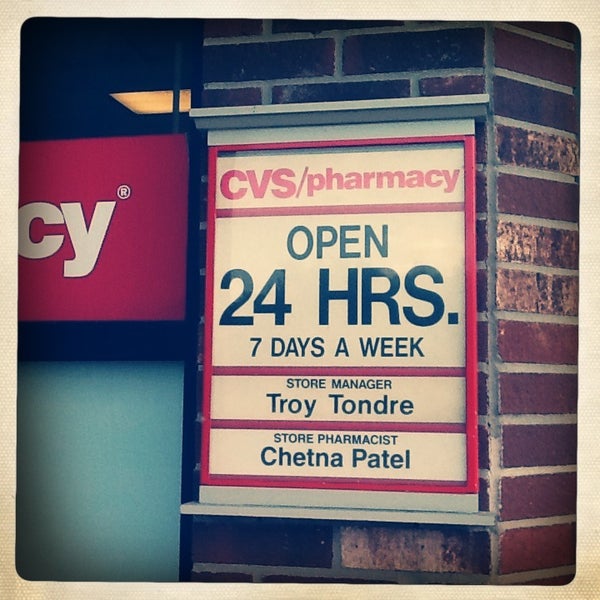 cy®
CVS/pharmacy
OPEN
24 HRS.
7 DAYS A WEEK
STORE MANAGER
Troy Tondre
STORE PHARMACIST
Chetna Patel